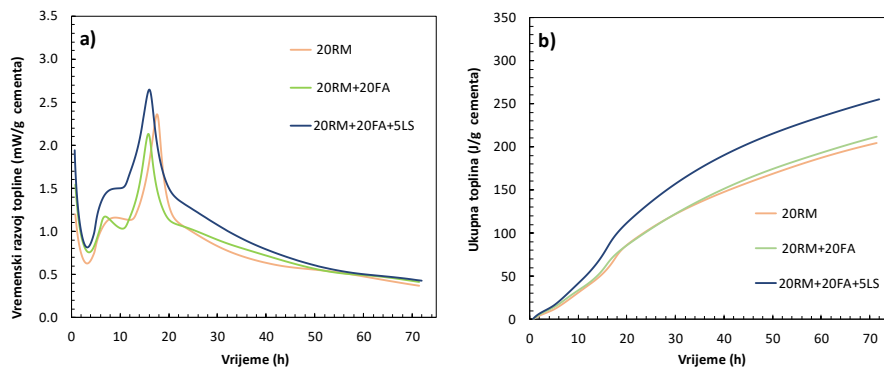 a)
Vremenski razvoj topline (mW/g cementa)
3.5
3.0
2.5
2.0
1.5
1.0
0.5
0.0
0 10 20 30 40 50 60 70
Vrijeme (h)
20RM
20RM+20FA
20RM+20FA+5LS
b)
Ukupna toplina (J/g cementa)
350
300
250
200
150
100
50
0
0 10 20 30 40 50 60 70
Vrijeme (h)
20RM
20RM+20FA
20RM+20FA+5LS